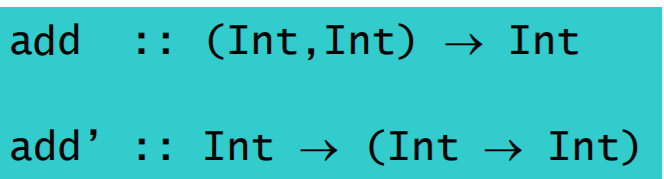 add  :: (Int,Int) → Int
add’ :: Int → (Int → Int)